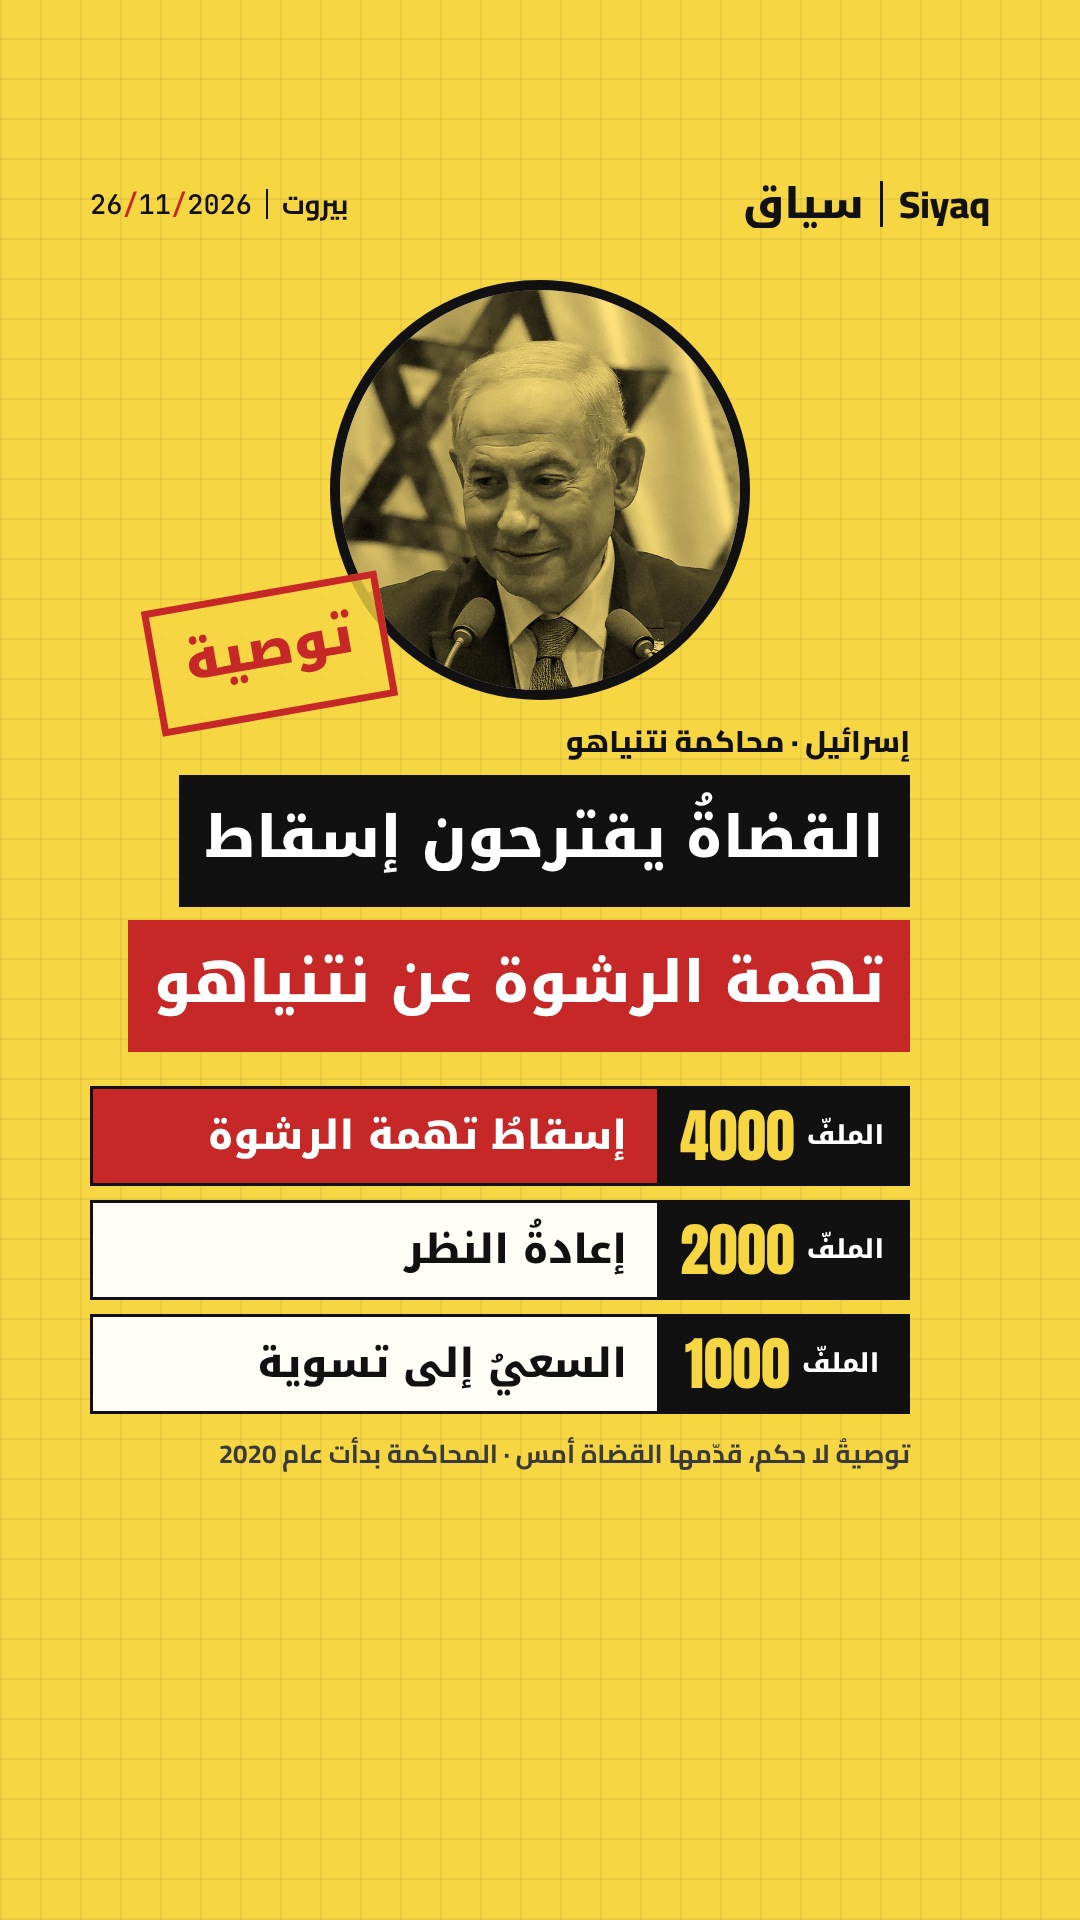 Siyaq | سياق
بيروت | 26/11/2026
توصية
إسرائيل · محاكمة نتنياهو
القضاةُ يقترحون إسقاط
تهمة الرشوة عن نتنياهو
الملفّ 4000 إسقاطُ تهمة الرشوة
الملفّ 2000 إعادةُ النظر
الملفّ 1000 السعيُ إلى تسوية
توصيةٌ لا حكم، قدّمها القضاة أمس · المحاكمة بدأت عام 2020